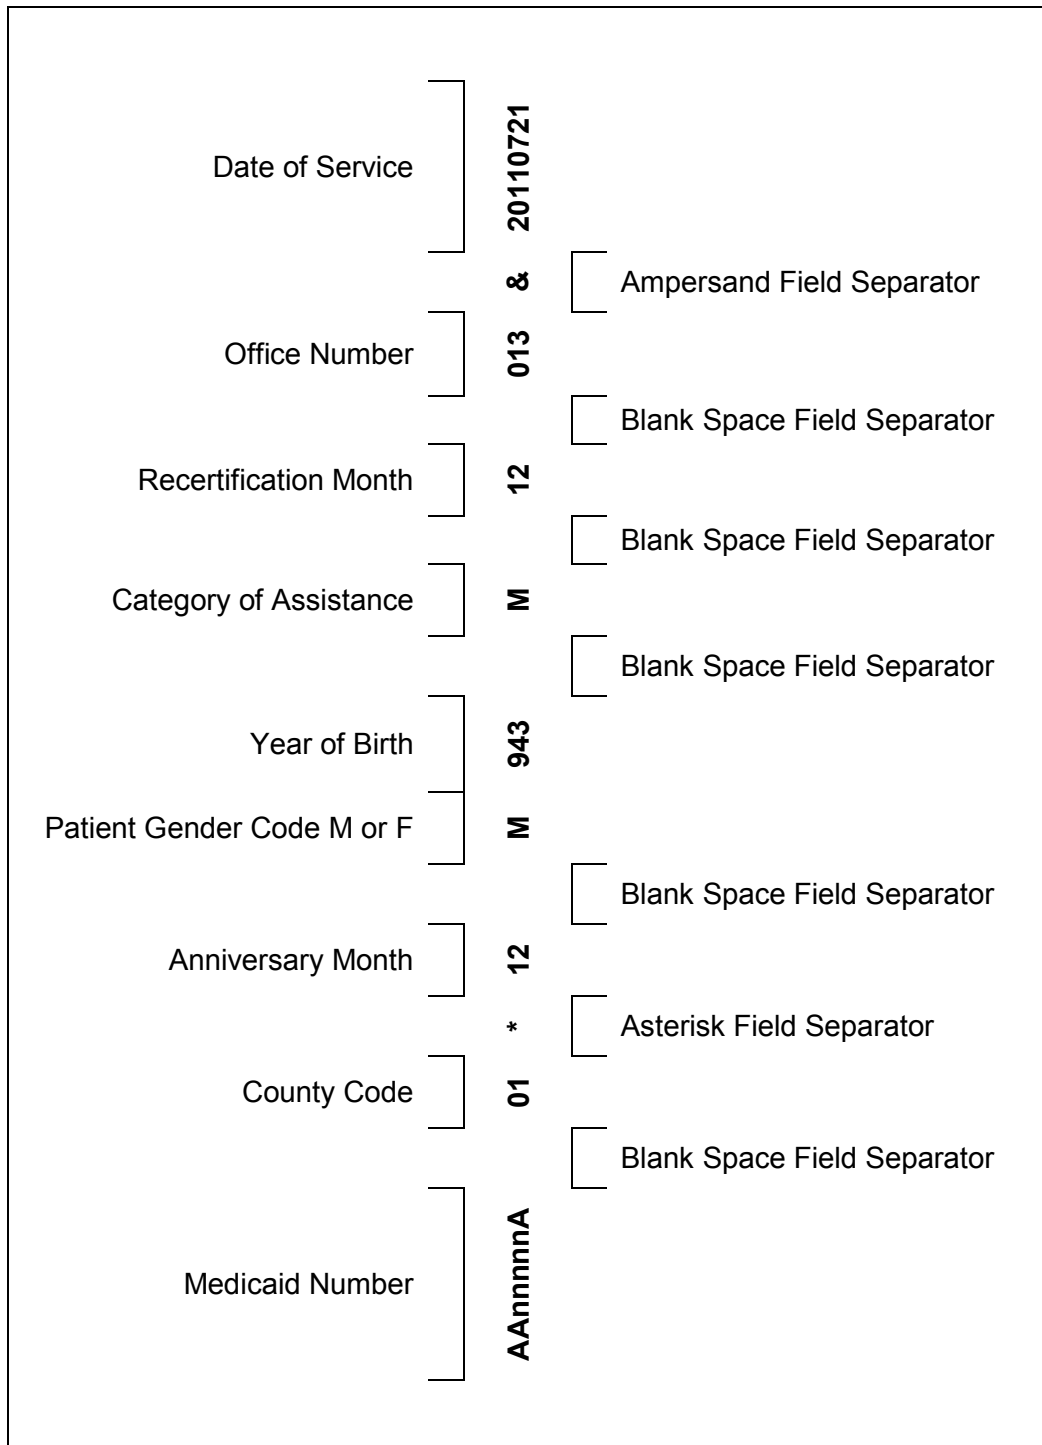 Date of Service
20110721
&
Ampersand Field Separator
Office Number
013
Blank Space Field Separator
Recertification Month
12
Blank Space Field Separator
Category of Assistance
M
Blank Space Field Separator
Year of Birth
943
Patient Gender Code M or F
M
Blank Space Field Separator
Anniversary Month
12
*
Asterisk Field Separator
County Code
01
Blank Space Field Separator
Medicaid Number
AAnnnnnA